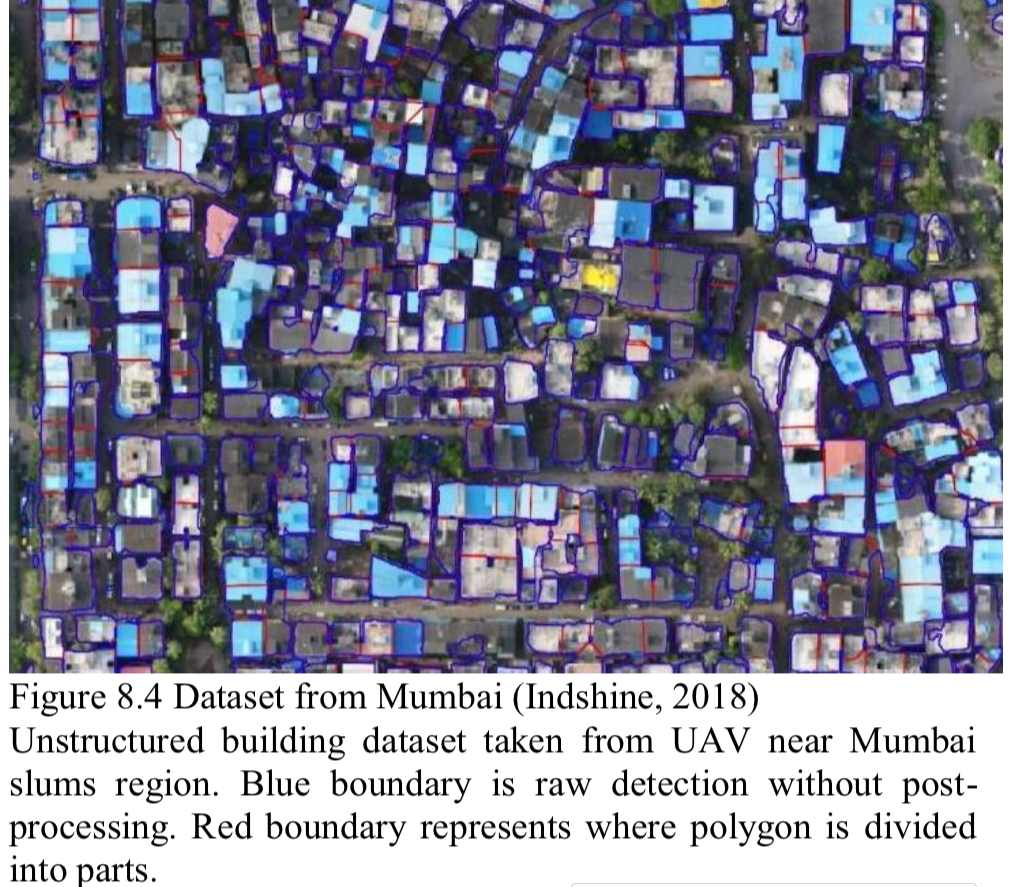 Figure 8.4 Dataset from Mumbai (Indshine, 2018)
Unstructured building dataset taken from UAV near Mumbai
slums region. Blue boundary is raw detection without post-
processing. Red boundary represents where polygon is divided
into parts.